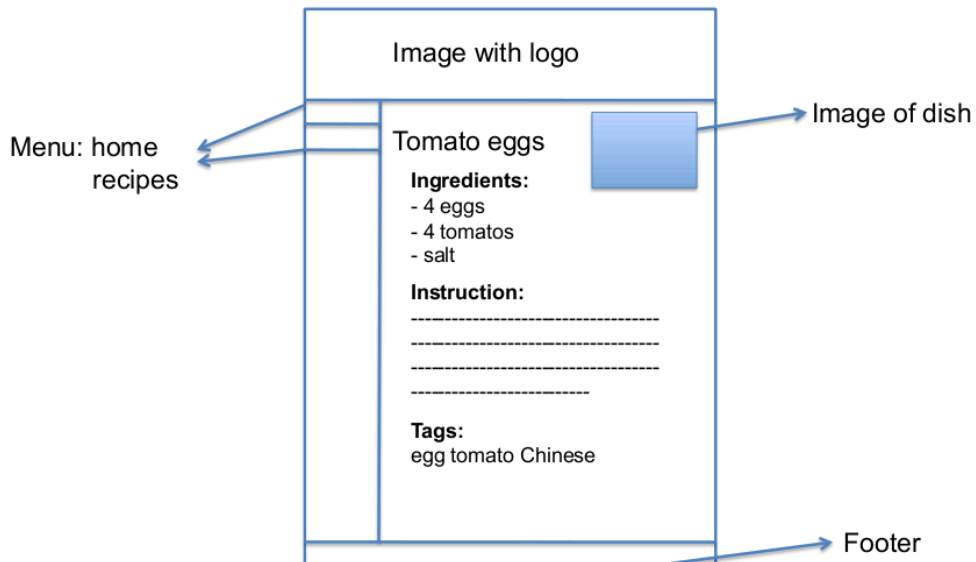 Image with logo
Image of dish
Menu: home
recipes
Tomato eggs
Ingredients:
- 4 eggs
- 4 tomatos
- salt
Instruction:
-------------------------------------
-------------------------------------
-------------------------------------
--------------------------
Tags:
egg tomato Chinese
Footer